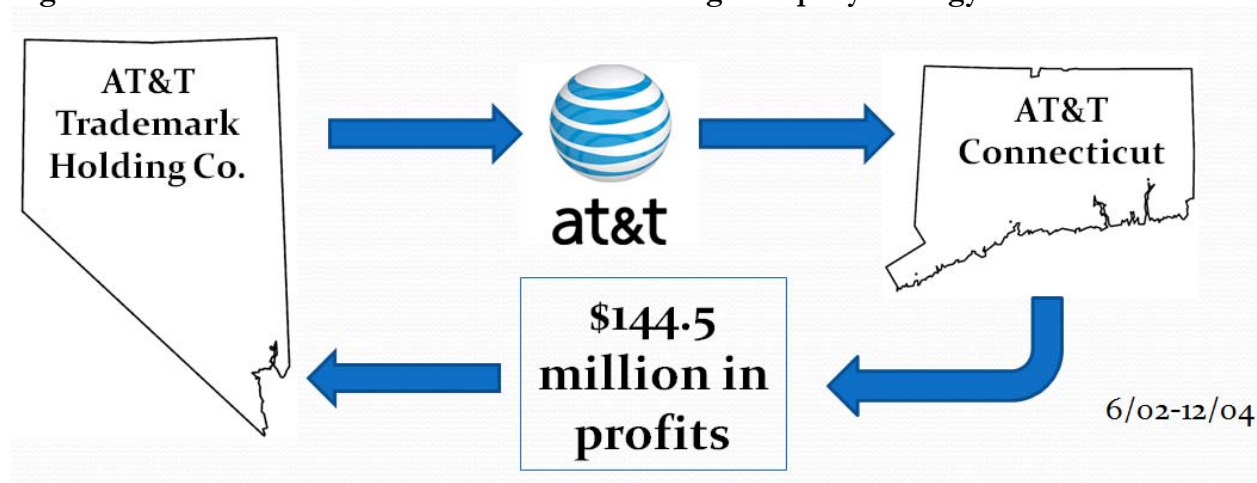 AT&T
Trademark
Holding Co.
at&t
AT&T
Connecticut
$144.5
million in
profits
6/02-12/04